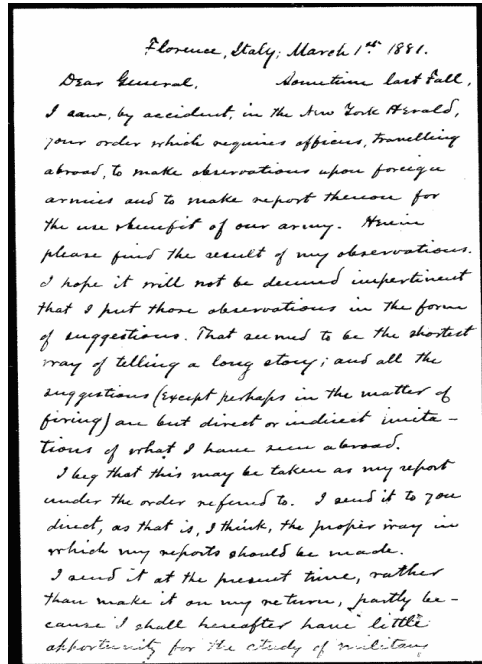 Florence, Italy; March 1st 1881.
Dear General, Sometime last Fall,
I saw, by accident, in the New York Herald,
your order which requires officers, travelling
abroad, to make observations upon foreign
armies and to make report thereon for
the use & benefit of our army. Herein
please find the result of my observations.
I hope it will not be deemed impertinent
that I put those observations in the form
of suggestions. That seemed to be the shortest
way of telling a long story; and all the
suggestions (except perhaps in the matter of
firing) are but direct or indirect imita-
tions of what I have seen abroad.
I beg that this may be taken as my report
under the order referred to. I send it to you
direct, as that is, I think, the proper way in
which my reports should be made.
I send it at the present time, rather
than make it on my return, partly be-
cause I shall hereafter have little
opportunity for the study of military